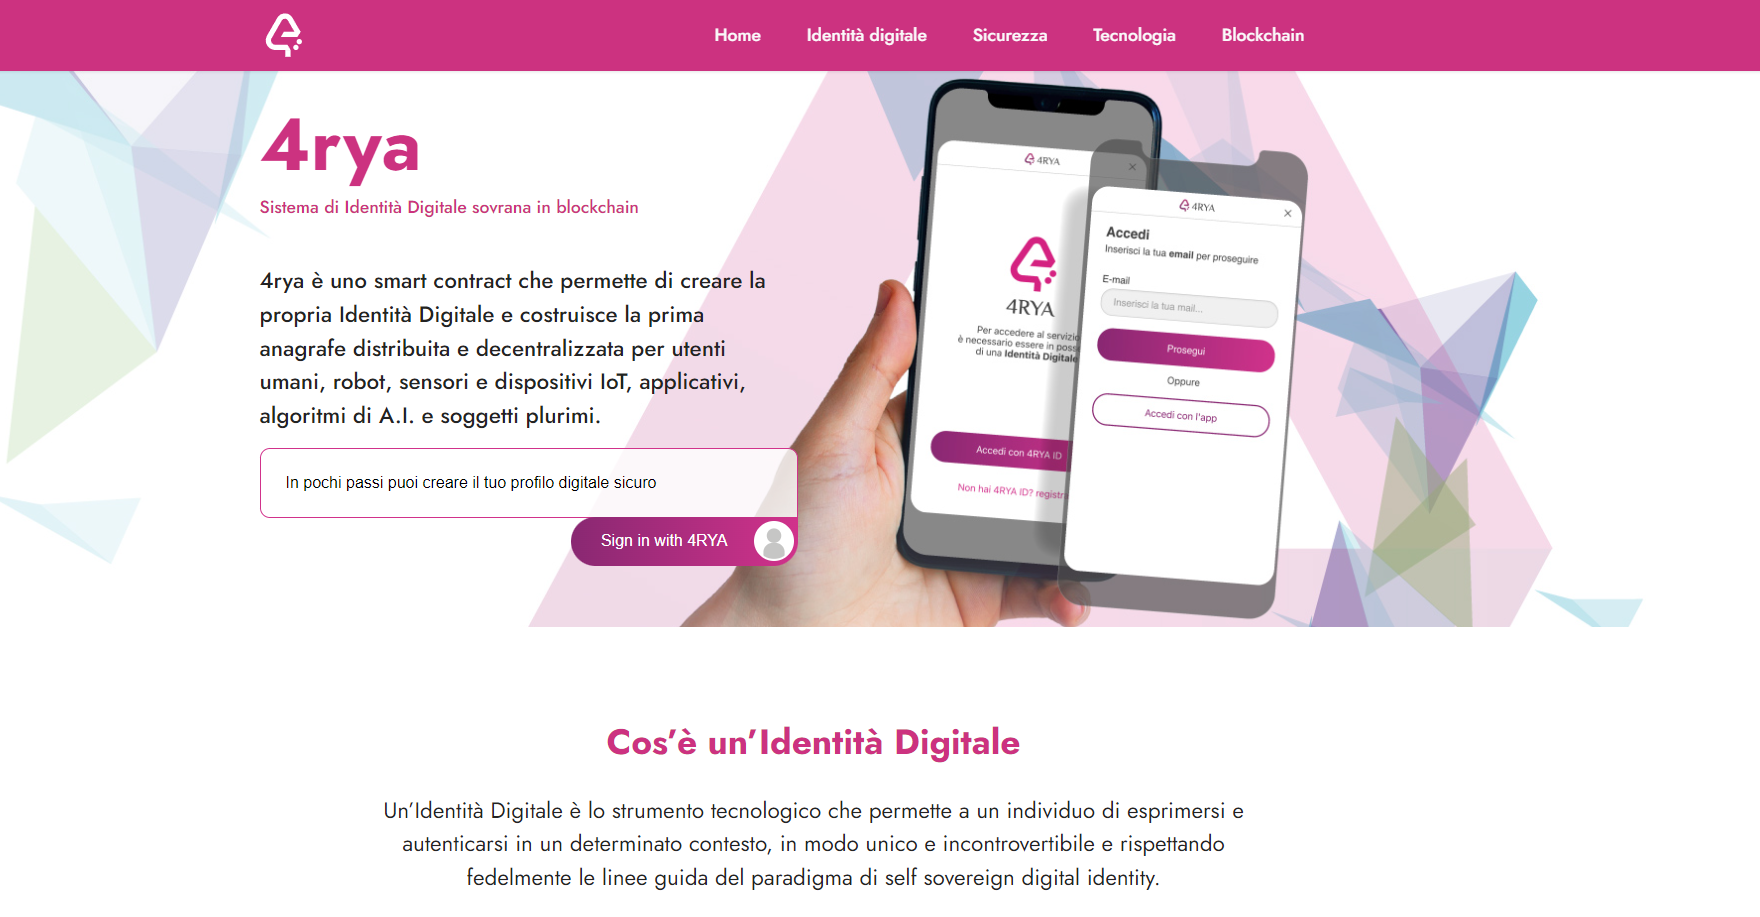 Home Identità digitale Sicurezza Tecnologia Blockchain
4rya
Sistema di Identità Digitale sovrana in blockchain
4rya è uno smart contract che permette di creare la
propria Identità Digitale e costruisce la prima
anagrafe distribuita e decentralizzata per utenti
umani, robot, sensori e dispositivi IoT, applicativi,
algoritmi di A.I. e soggetti plurimi.
In pochi passi puoi creare il tuo profilo digitale sicuro
Sign in with 4RYA
4RYA
4RYA
Per accedere al servizio
è necessario essere in poss
di una Identità Digitale
Accedi con 4RYA ID
Non hai 4RYA ID? registr
4RYA
Accedi
Inserisci la tua email per proseguire
E-mail
Inserisci la tua mail...
Prosegui
Oppure
Accedi con l'app
Cos’è un’Identità Digitale
Un’Identità Digitale è lo strumento tecnologico che permette a un individuo di esprimersi e
autenticarsi in un determinato contesto, in modo unico e incontrovertibile e rispettando
fedelmente le linee guida del paradigma di self sovereign digital identity.